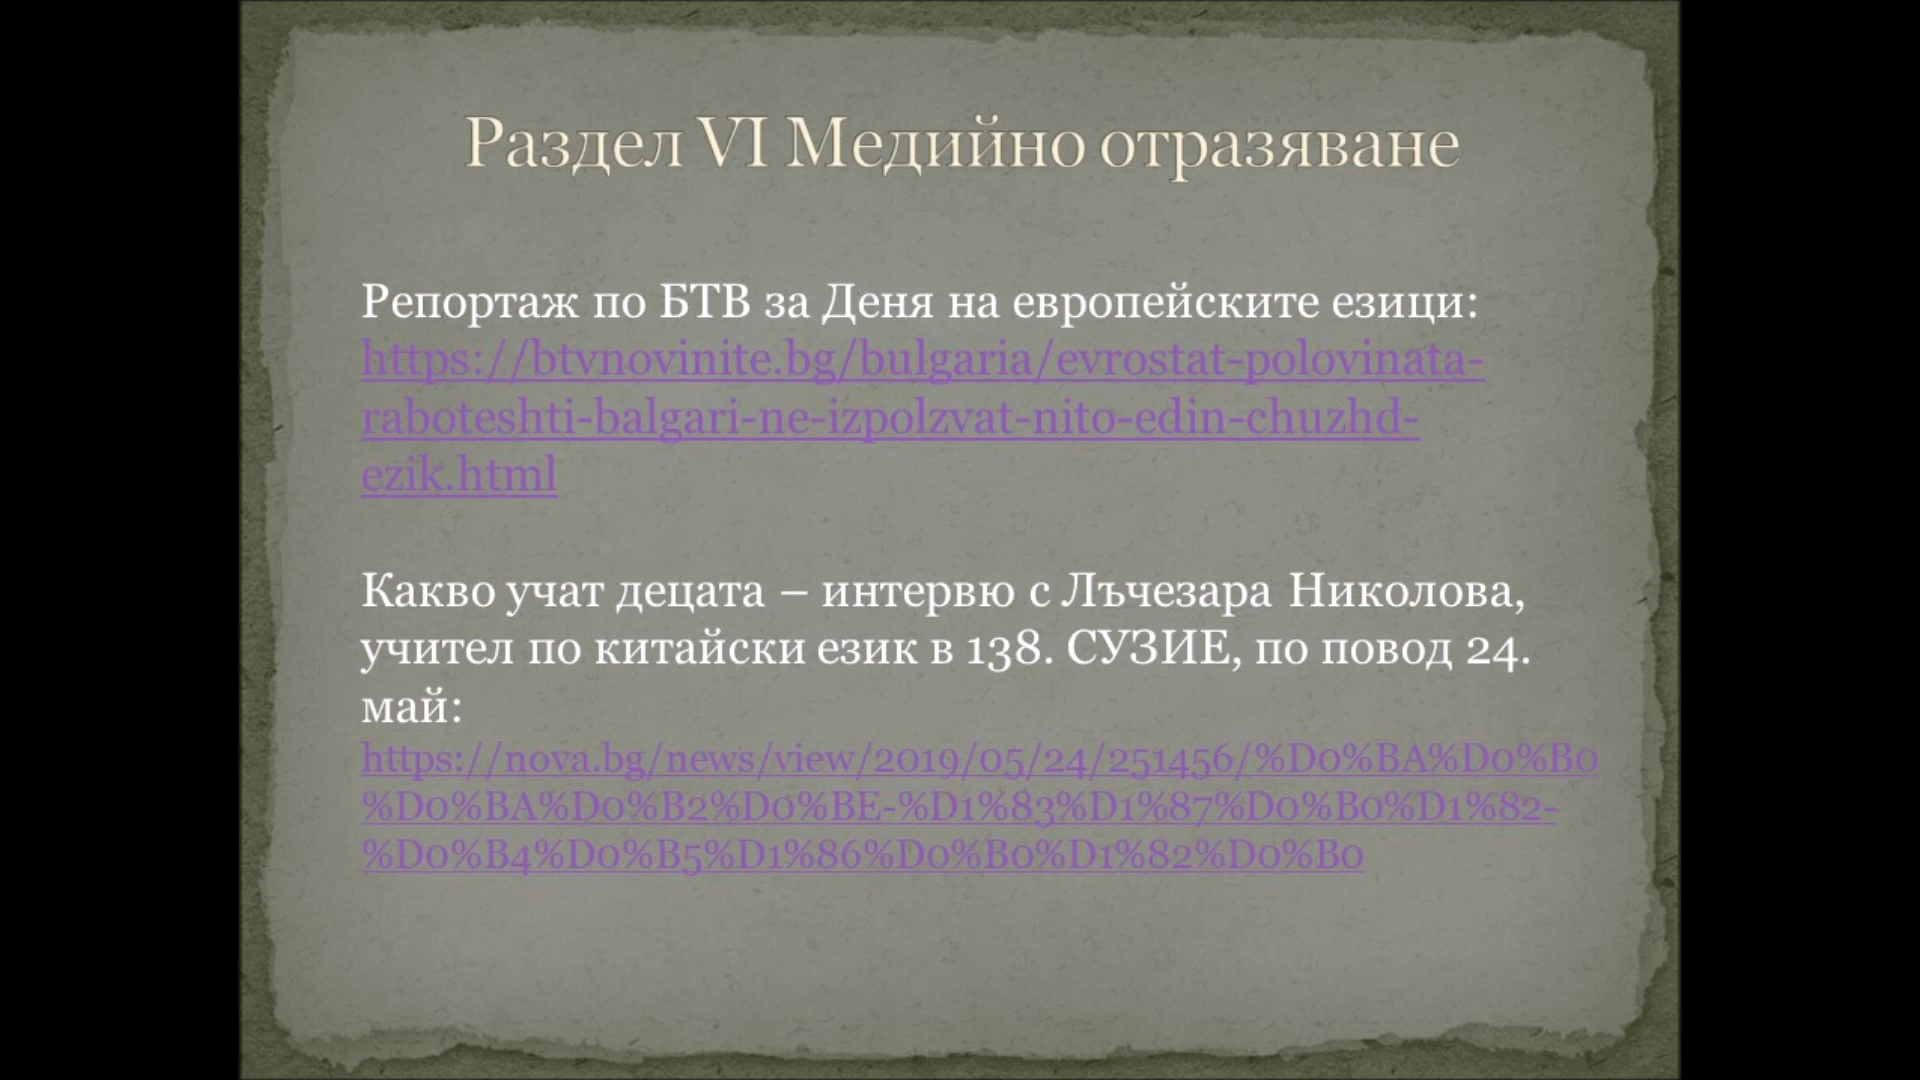 Раздел VI Медийно отразяване
Репортаж по БТВ за Деня на европейските езици:
https://btvnovinite.bg/bulgaria/evrostat-polovinata-
raboteshti-balgari-ne-izpolzvat-nito-edin-chuzhd-
ezik.html
Какво учат децата – интервю с Лъчезара Николова,
учител по китайски език в 138. СУЗИЕ, по повод 24.
май:
https://nova.bg/news/view/2019/05/24/251456/%D0%BA%D0%B0
%D0%BA%D0%B2%D0%BE-%D1%83%D1%87%D0%B0%D1%82-
%D0%B4%D0%B5%D1%86%D0%B0%D1%82%D0%B0